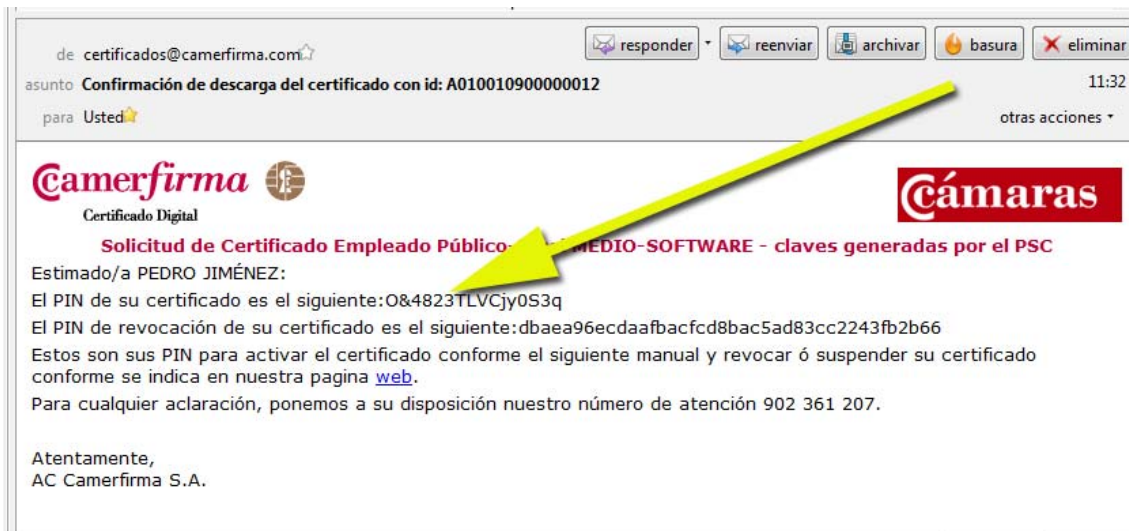 de certificados@camerfirma.com
responder reenviar archivar basura eliminar
asunto Confirmación de descarga del certificado con id: A010010900000012 11:32
para Usted otras acciones
Camerfirma
Certificado Digital
Cámaras
Solicitud de Certificado Empleado Público- MEDIO-SOFTWARE - claves generadas por el PSC
Estimado/a PEDRO JIMÉNEZ:
El PIN de su certificado es el siguiente:O&4823TLVCjy0S3q
El PIN de revocación de su certificado es el siguiente:dbaea96ecdaafbacfcd8bac5ad83cc2243fb2b66
Estos son sus PIN para activar el certificado conforme el siguiente manual y revocar ó suspender su certificado
conforme se indica en nuestra pagina web.
Para cualquier aclaración, ponemos a su disposición nuestro número de atención 902 361 207.
Atentamente,
AC Camerfirma S.A.